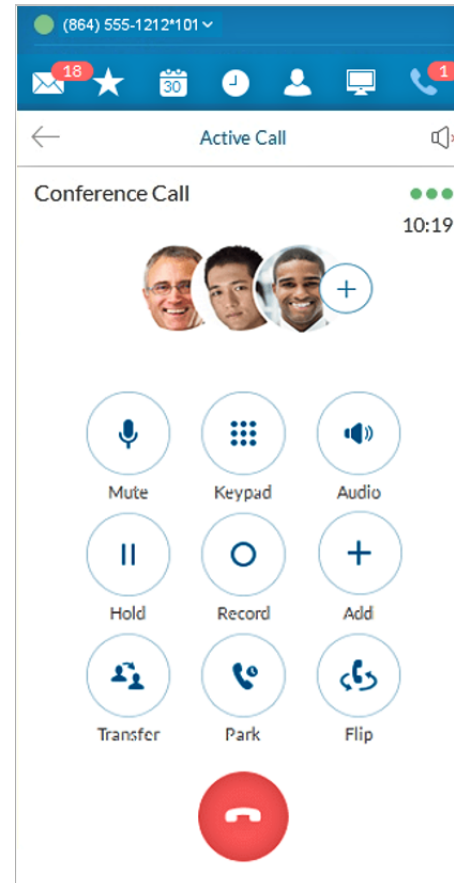 (864) 555-1212*101
18 30 1
Active Call
Conference Call
10:19
Mute Keypad Audio
Hold Record Add
Transfer Park Flip